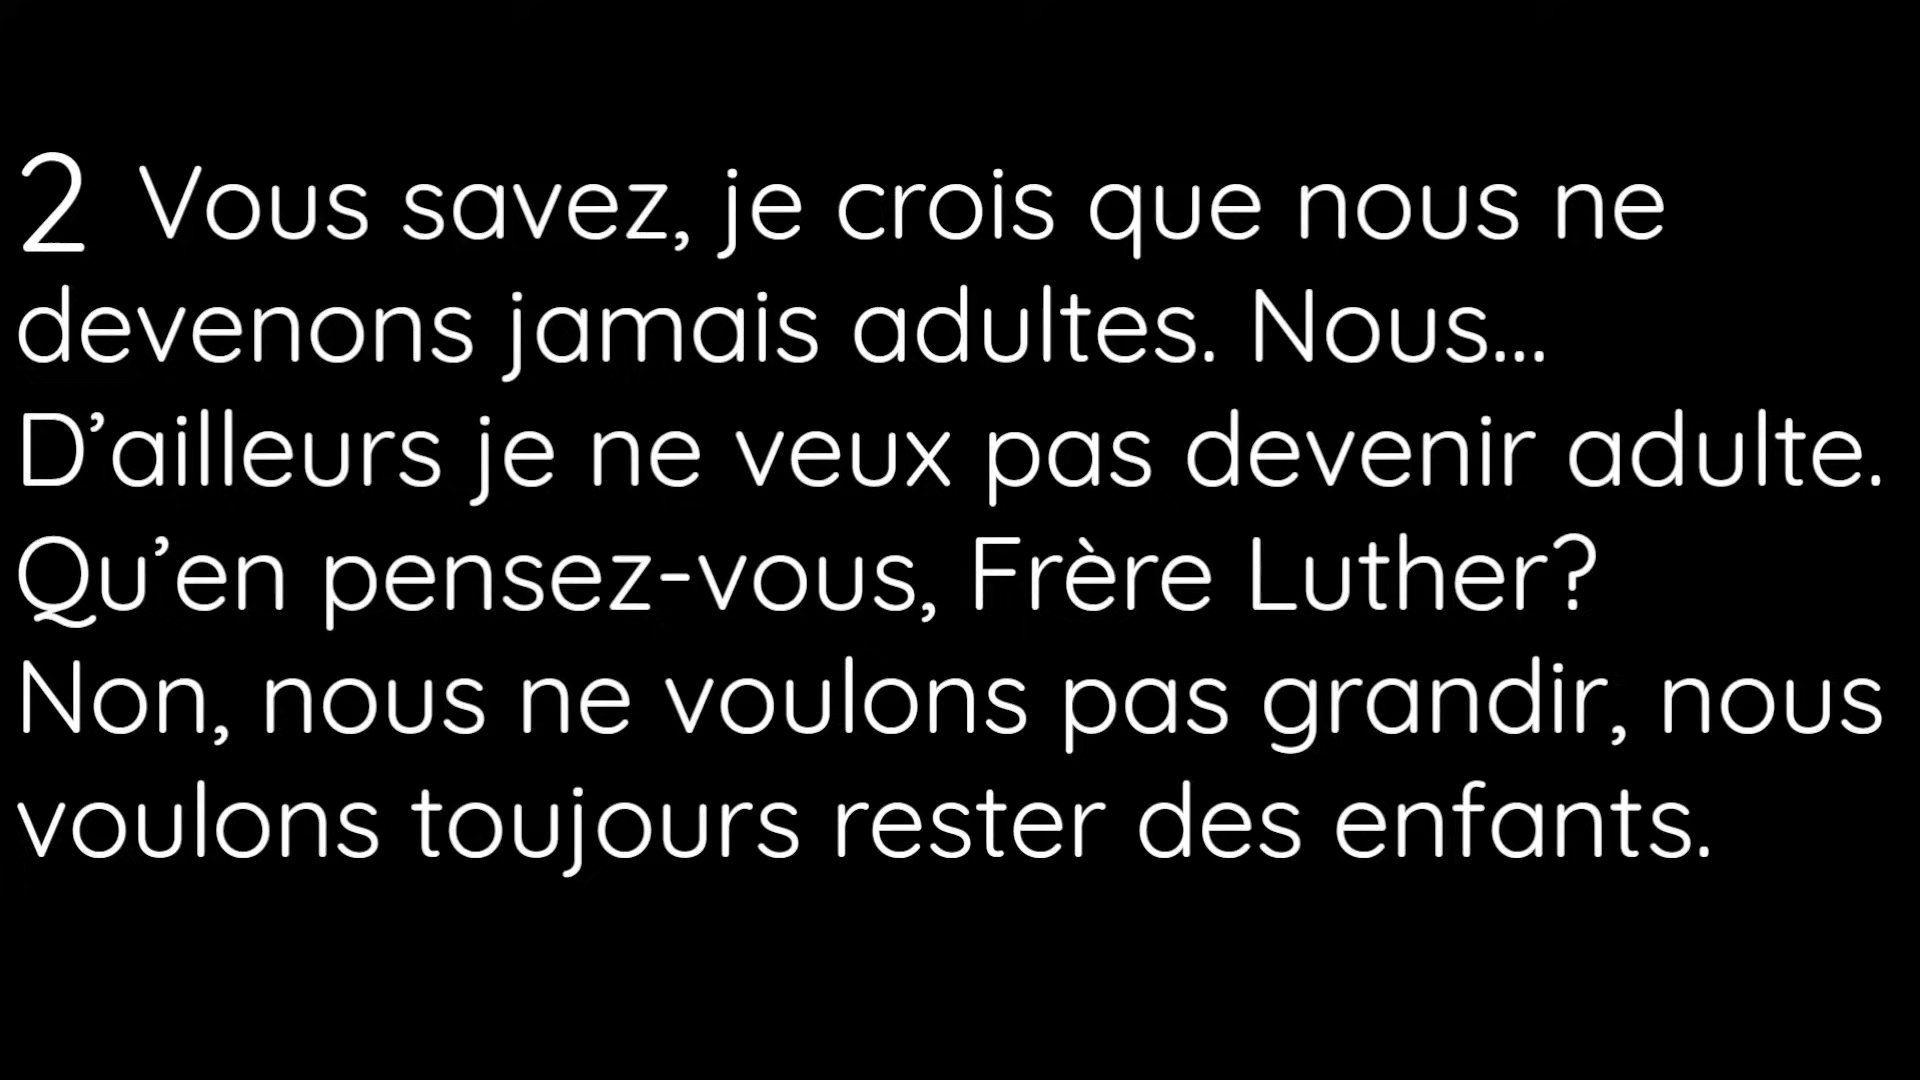 2 Vous savez, je crois que nous ne
devenons jamais adultes. Nous...
D’ailleurs je ne veux pas devenir adulte.
Qu’en pensez-vous, Frère Luther?
Non, nous ne voulons pas grandir, nous
voulons toujours rester des enfants.